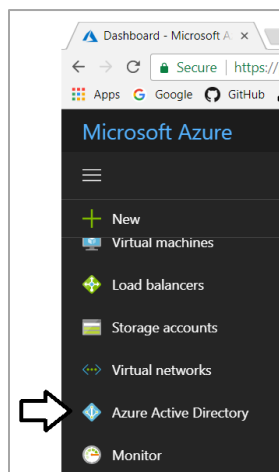 Dashboard - Microsoft A
Secure | https://
Apps Google GitHub
Microsoft Azure
New
Virtual machines
Load balancers
Storage accounts
Virtual networks
Azure Active Directory
Monitor